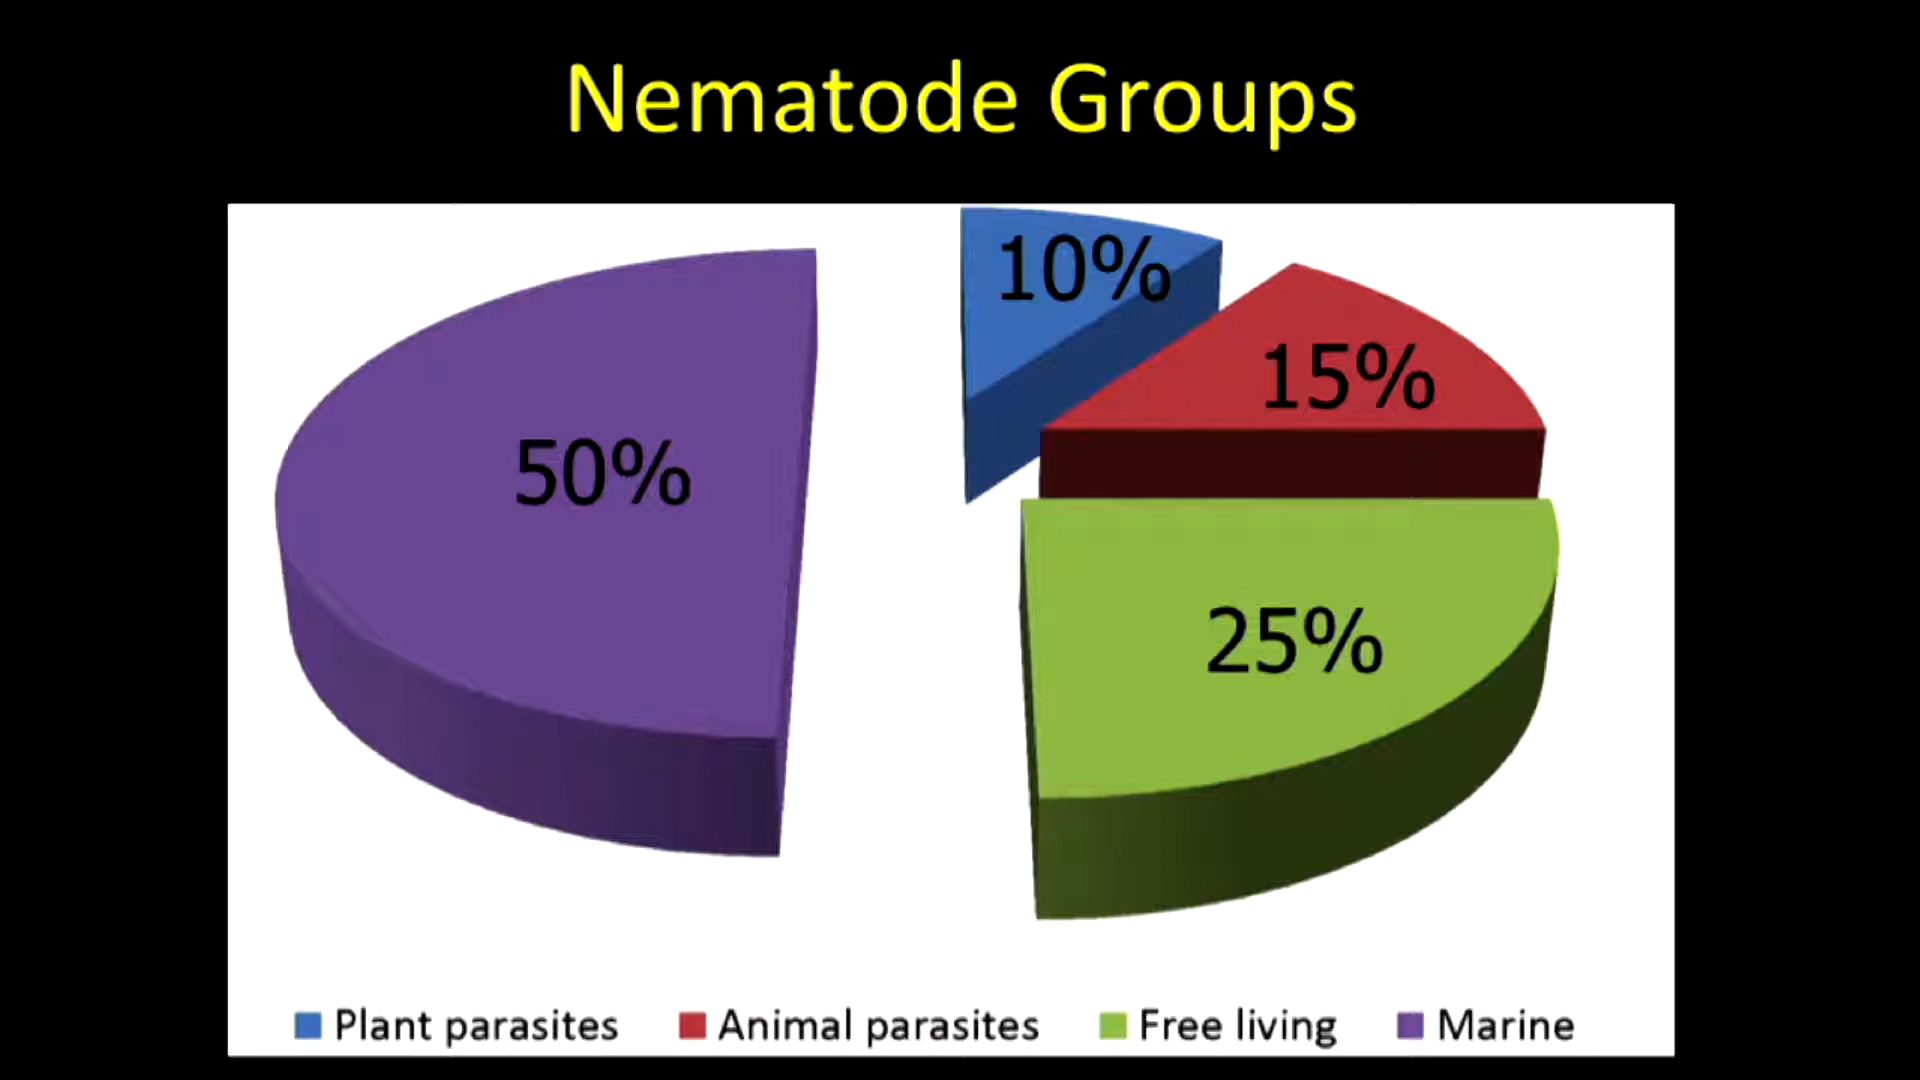 Nematode Groups
10%
15%
50%
25%
Plant parasites Animal parasites Free living Marine